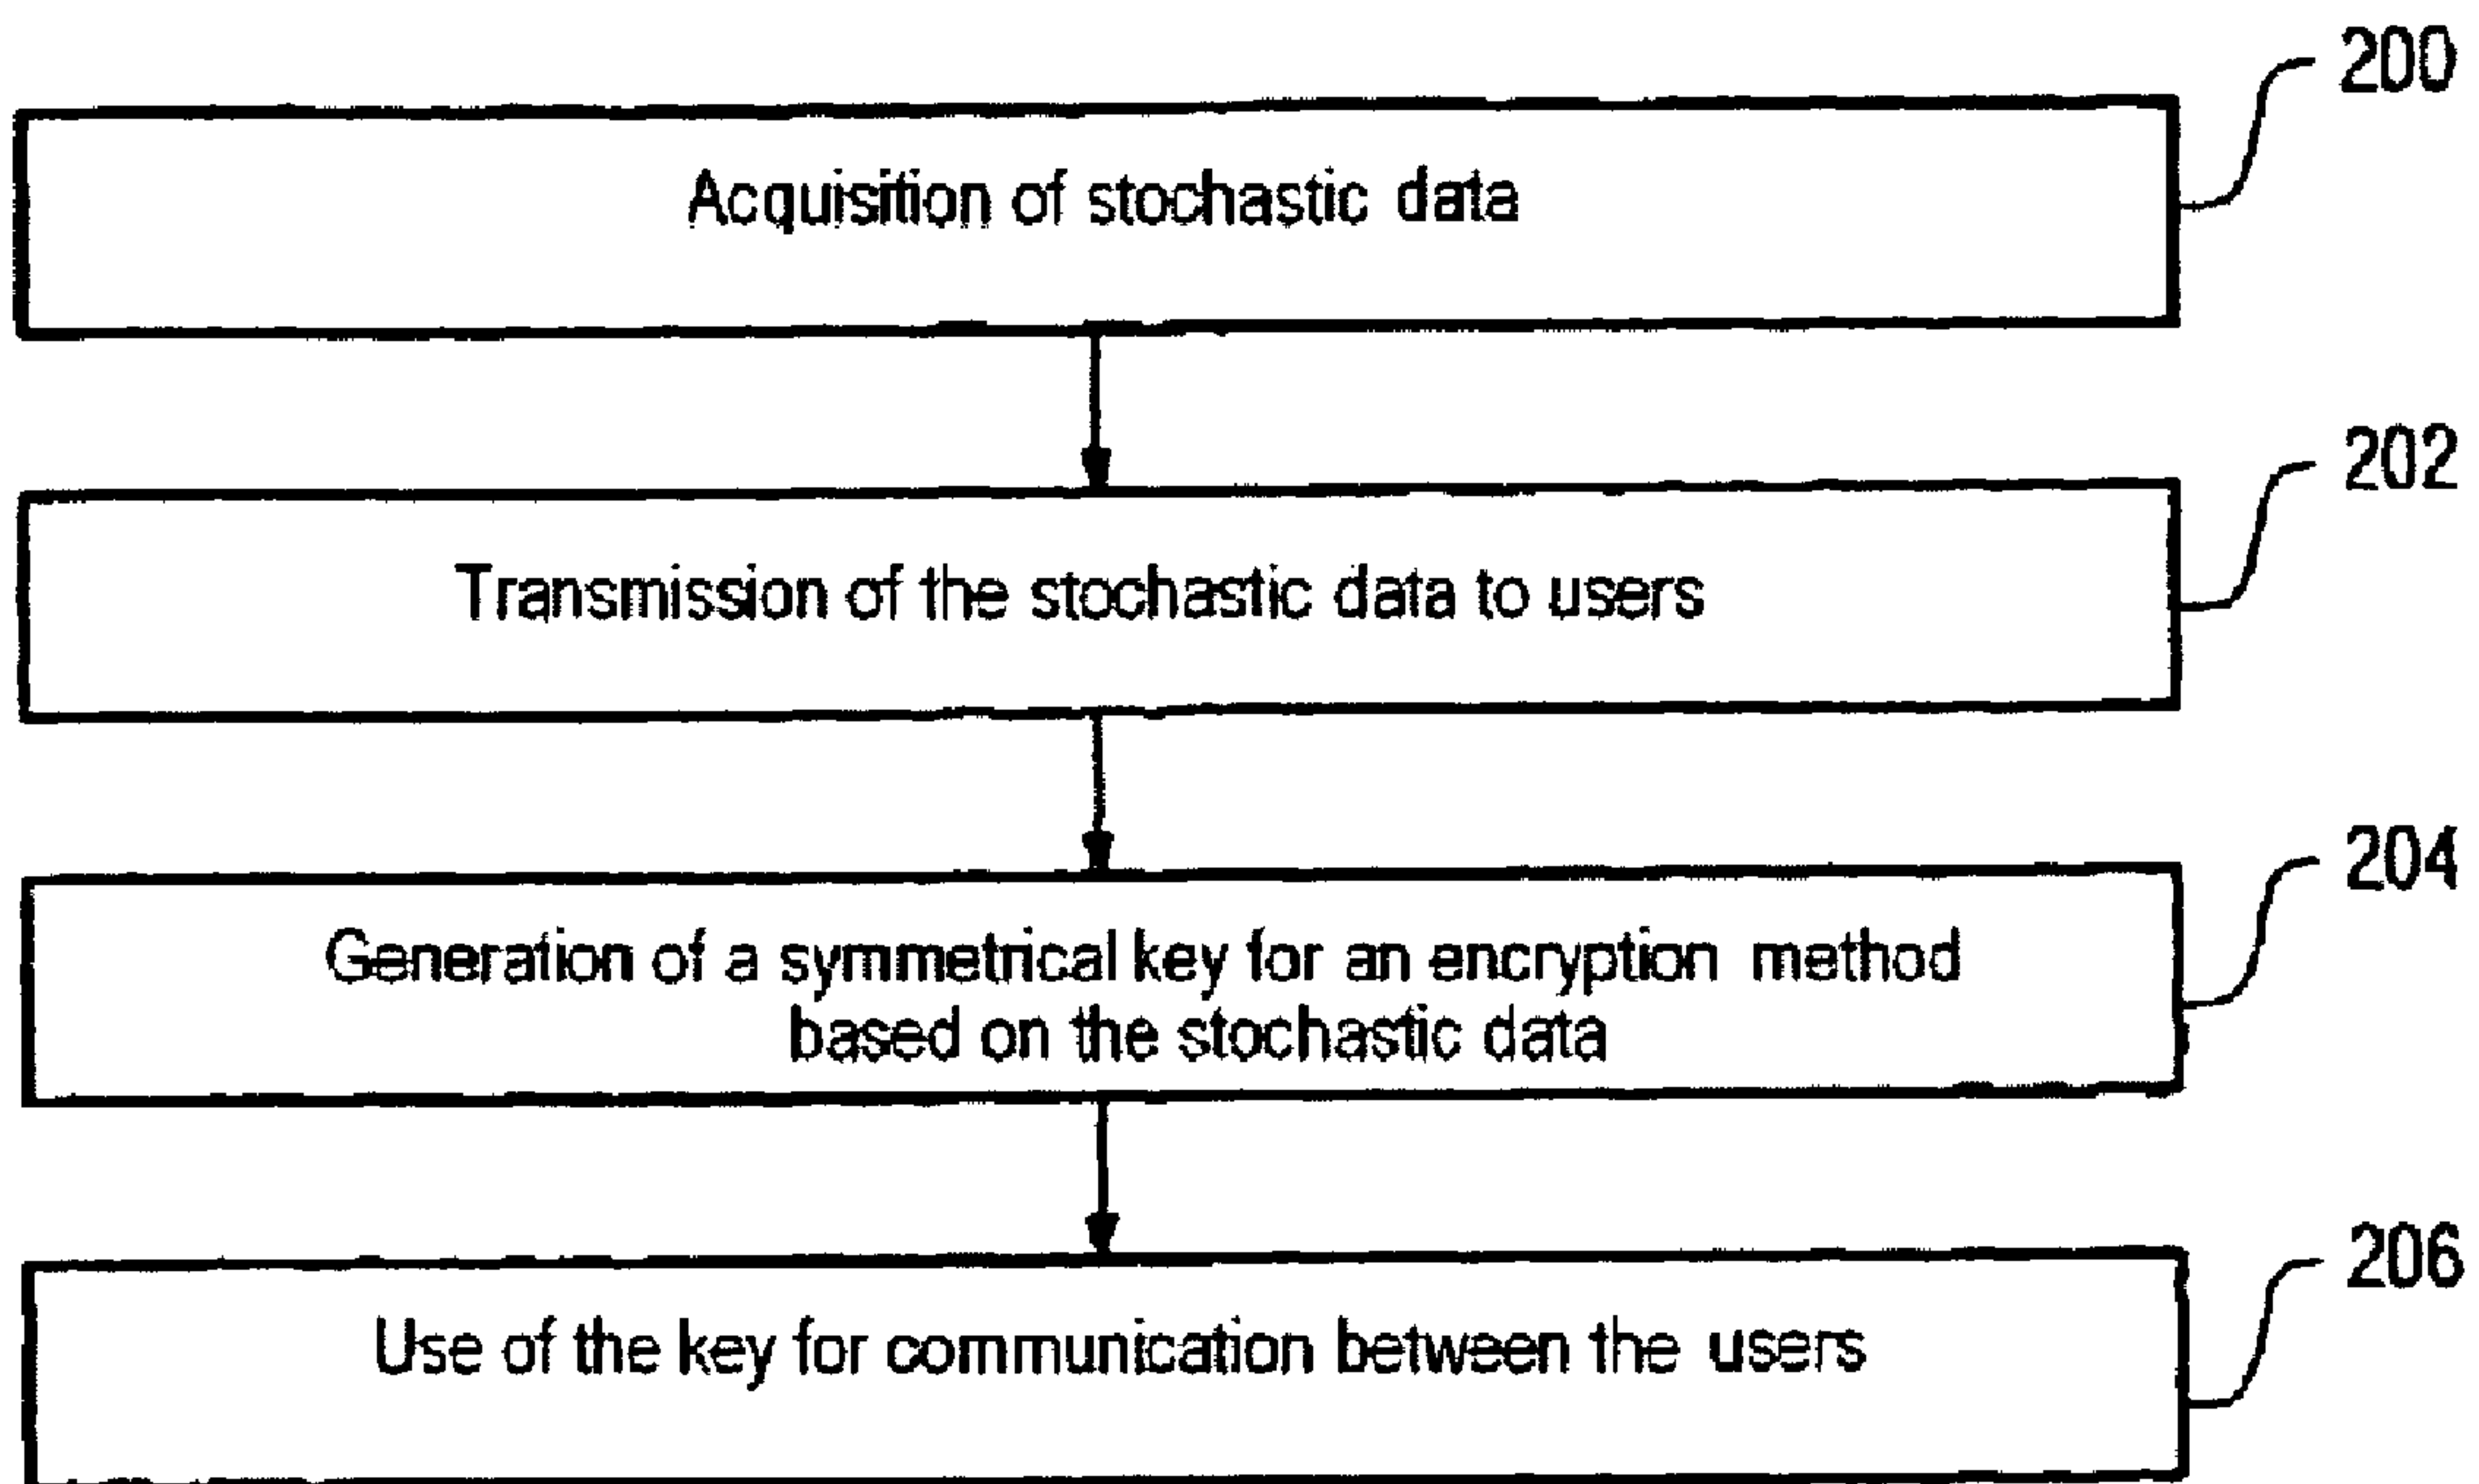 200
Acquisition of stochastic data
202
Transmission of the stochastic data to users
204
Generation of a symmetrical key for an encryption method
based on the stochastic data
206
Use of the key for communication between the users